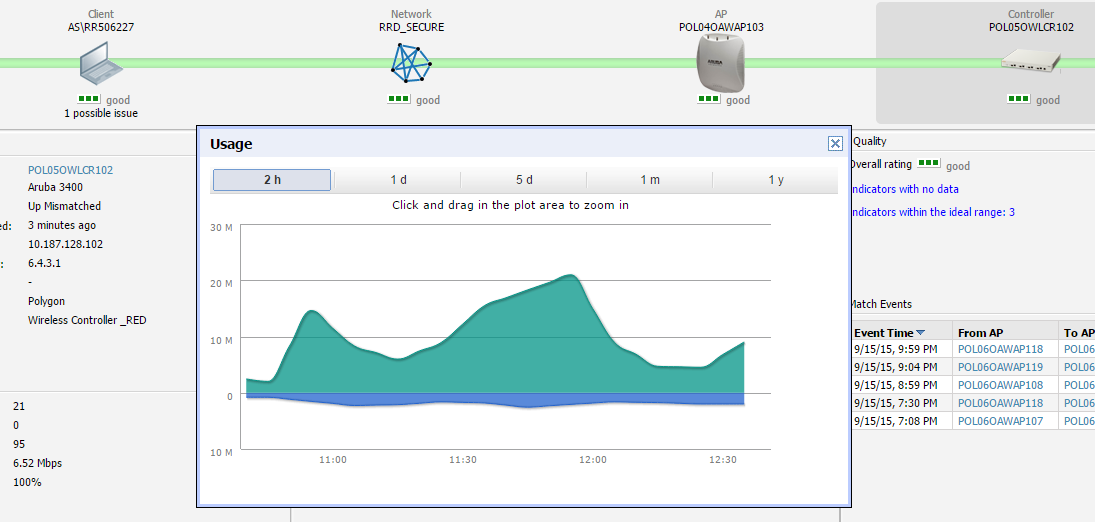 Client
Network
AP
Controller
AS\RR506227
RRD_SECURE
POL04OAWAP103
POL05OWLCR102
good
good
good
good
1 possible issue
Usage
2 h
1 d
5 d
1 m
1 y
Click and drag in the plot area to zoom in
30 M
20 M
10 M
0
10 M
11:00
11:30
12:00
12:30
POL05OWLCR102
Aruba 3400
Up Mismatched
ed: 3 minutes ago
10.187.128.102
: 6.4.3.1
-
Polygon
Wireless Controller _RED
21
0
95
6.52 Mbps
100%
Quality
Overall rating good
ndicators with no data
ndicators within the ideal range: 3
Match Events
Event Time From AP To AP
9/15/15, 9:59 PM POL06OAWAP118 POL06
9/15/15, 9:04 PM POL06OAWAP119 POL06
9/15/15, 8:59 PM POL06OAWAP108 POL06
9/15/15, 7:30 PM POL06OAWAP118 POL06
9/15/15, 7:08 PM POL06OAWAP107 POL06